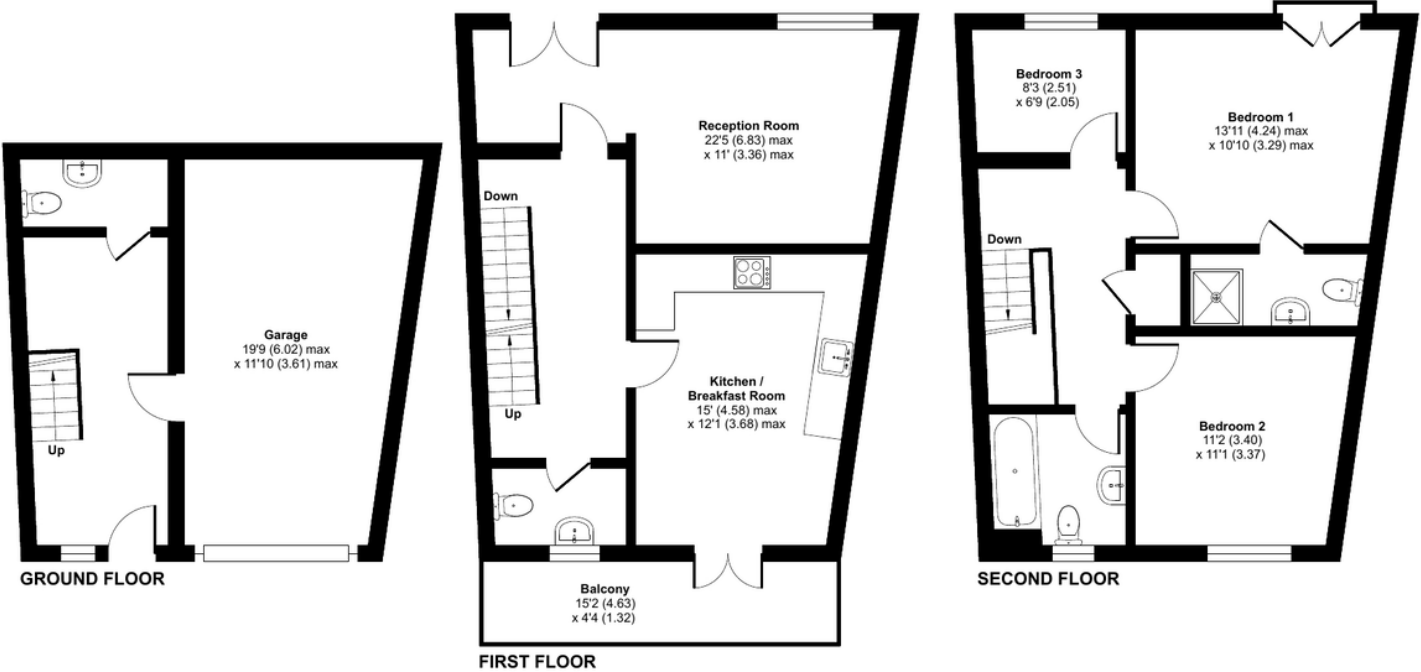 Garage
19'9 (6.02) max
x 11'10 (3.61) max
Up
GROUND FLOOR
Reception Room
22'5 (6.83) max
x 11' (3.36) max
Down
Up
Kitchen /
Breakfast Room
15' (4.58) max
x 12'1 (3.68) max
Balcony
15'2 (4.63)
x 4'4 (1.32)
FIRST FLOOR
Bedroom 3
8'3 (2.51)
x 6'9 (2.05)
Bedroom 1
13'11 (4.24) max
x 10'10 (3.29) max
Down
Bedroom 2
11'2 (3.40)
x 11'1 (3.37)
SECOND FLOOR